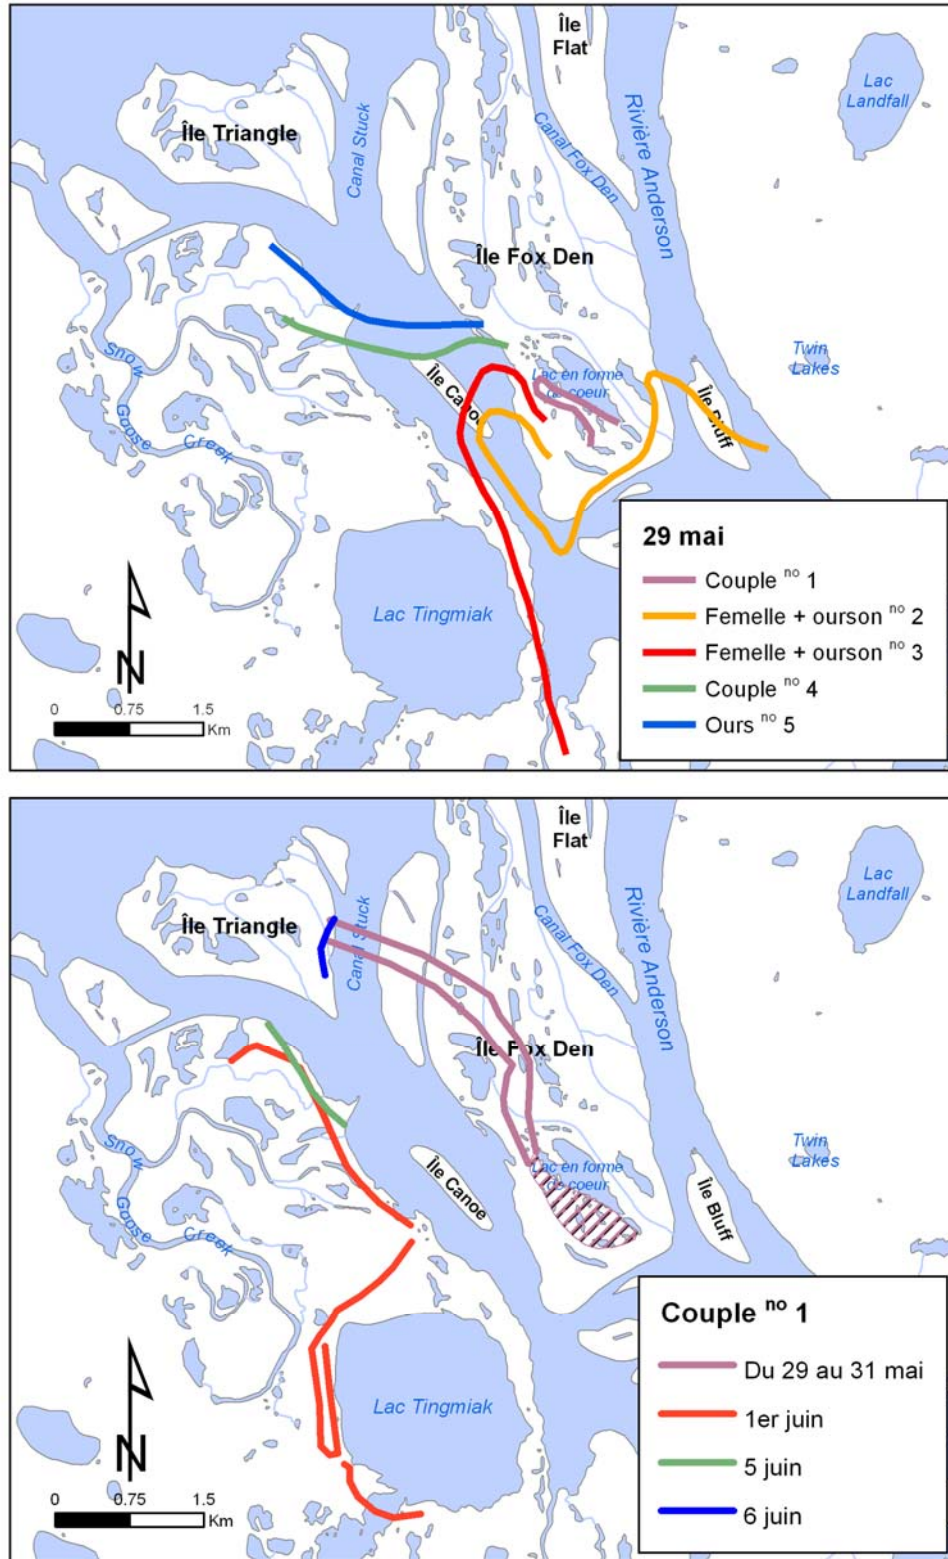 Île
Flat
Lac
Landfall
Île Triangle
Canal Stuck
Canal Fox Den
Rivière Anderson
Île Fox Den
Snow
Goose
Creek
Île Canoe
Lac en forme
de coeur
Île Bluff
Twin
Lakes
Lac Tingmiak
N
0 0.75 1.5
Km
29 mai
Couple no 1
Femelle + ourson no 2
Femelle + ourson no 3
Couple no 4
Ours no 5
Île
Flat
Lac
Landfall
Île Triangle
Canal Stuck
Canal Fox Den
Rivière Anderson
Île Fox Den
Snow
Goose
Creek
Île Canoe
Lac en forme
de coeur
Île Bluff
Twin
Lakes
Lac Tingmiak
N
0 0.75 1.5
Km
Couple no 1
Du 29 au 31 mai
1er juin
5 juin
6 juin